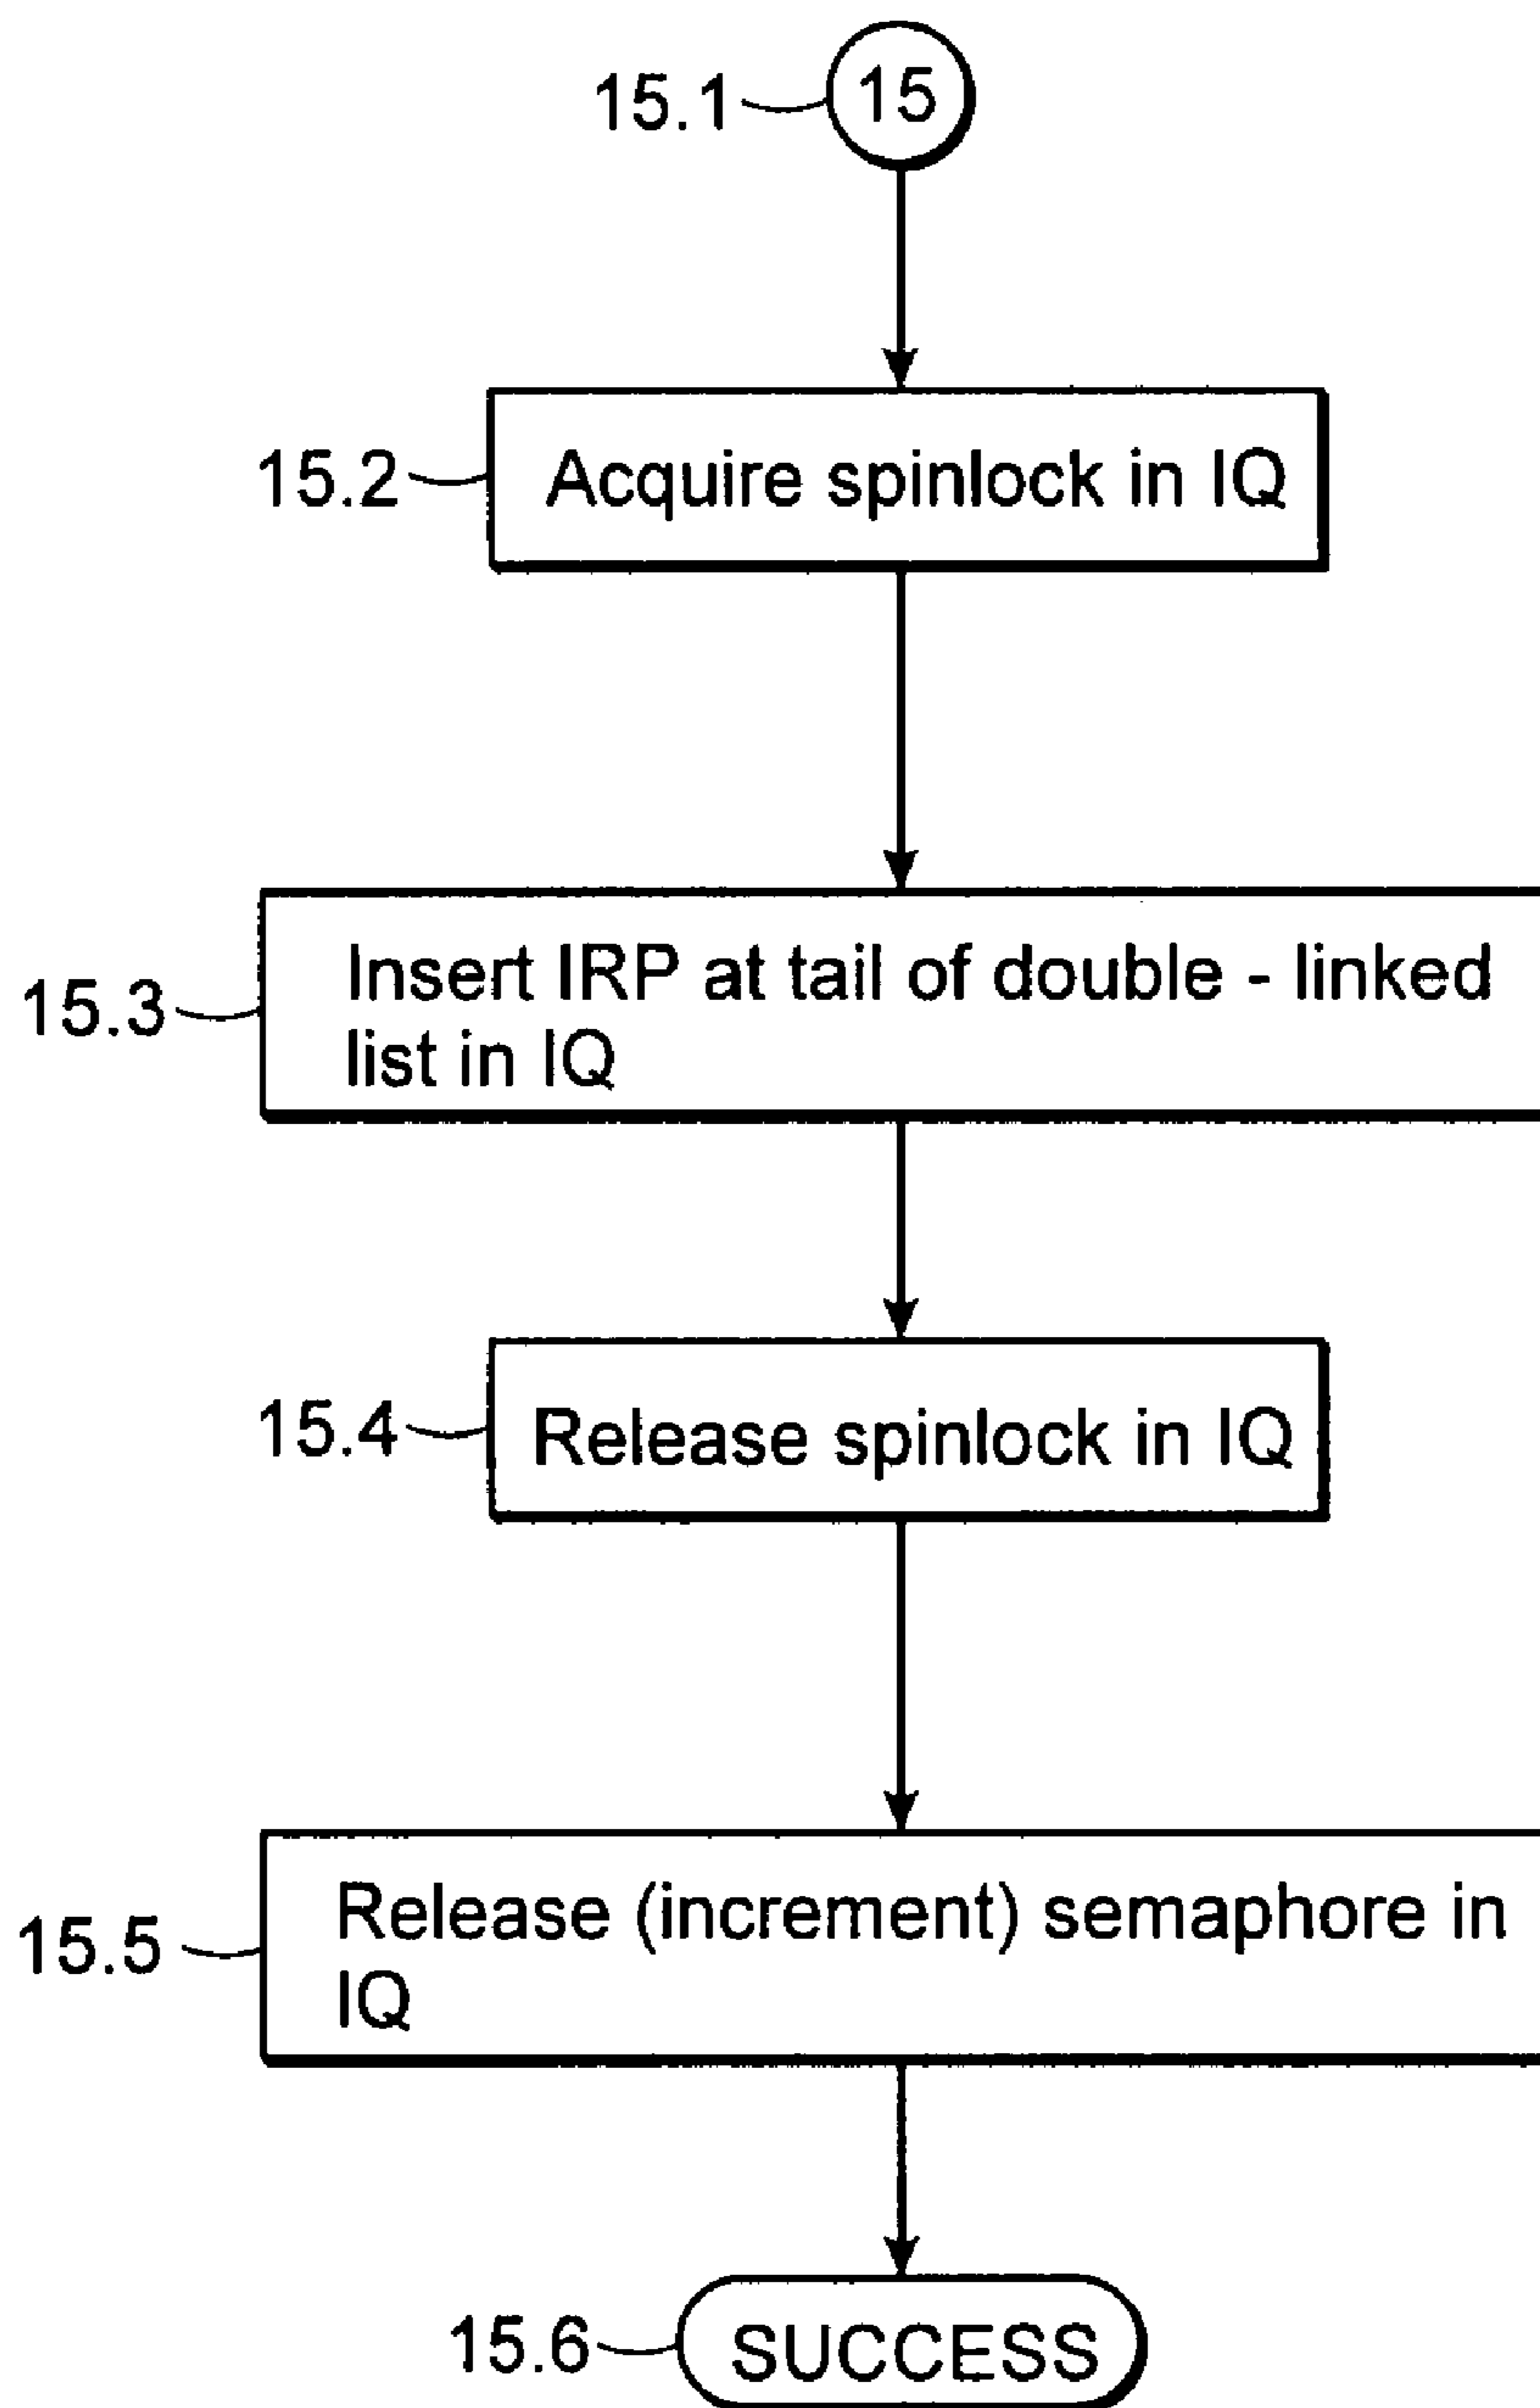 15.1 15
15.2 Acquire spinlock in IQ
15.3 Insert IRP at tail of double - linked
list in IQ
15.4 Release spinlock in IQ
15.5 Release (increment) semaphore in
IQ
15.6 SUCCESS